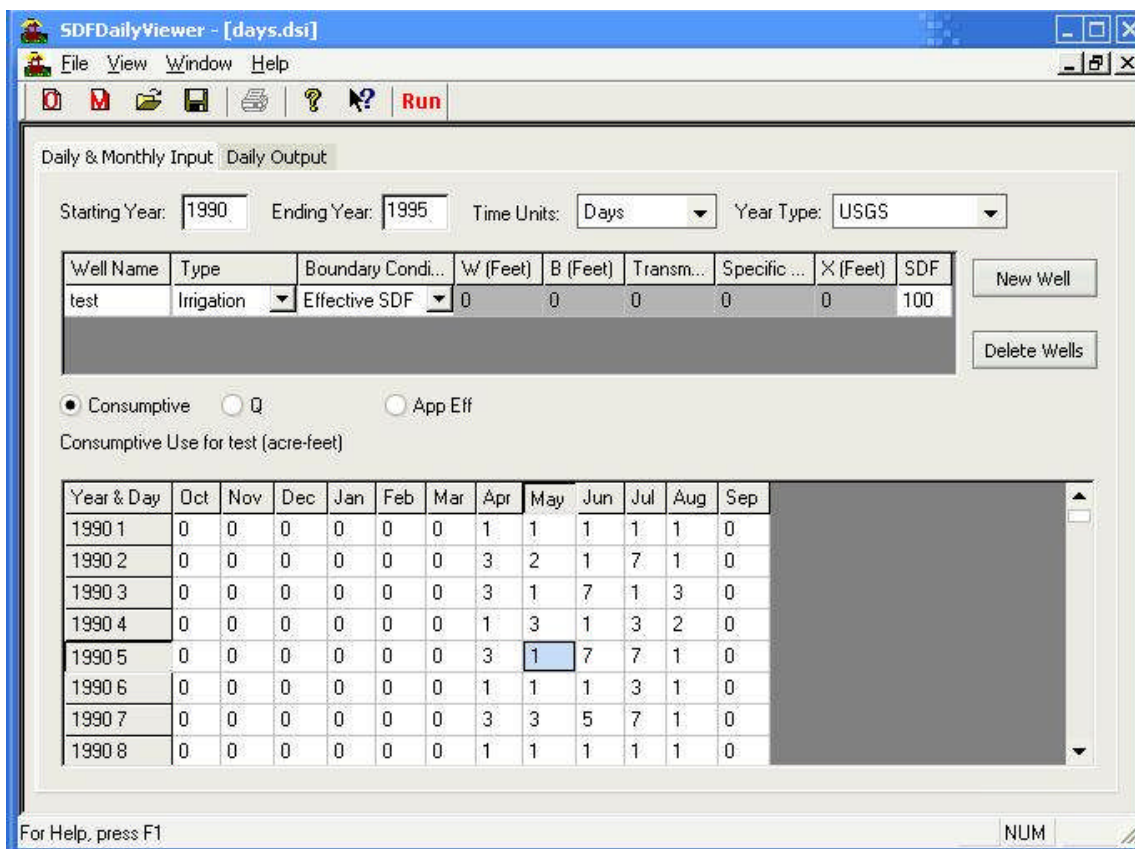 SDFDailyViewer - [days.dsi]
File View Window Help
Run
Daily & Monthly Input Daily Output
Starting Year: 1990 Ending Year: 1995 Time Units: Days Year Type: USGS
Well Name Type Boundary Condi... W (Feet) B (Feet) Transm... Specific ... X (Feet) SDF
test Irrigation Effective SDF 0 0 0 0 0 100
New Well
Delete Wells
Consumptive Q App Eff
Consumptive Use for test (acre-feet)
Year & Day Oct Nov Dec Jan Feb Mar Apr May Jun Jul Aug Sep
1990 1 0 0 0 0 0 0 1 1 1 1 1 0
1990 2 0 0 0 0 0 0 3 2 1 7 1 0
1990 3 0 0 0 0 0 0 3 1 7 1 3 0
1990 4 0 0 0 0 0 0 1 3 1 3 2 0
1990 5 0 0 0 0 0 0 3 1 7 7 1 0
1990 6 0 0 0 0 0 0 1 1 1 3 1 0
1990 7 0 0 0 0 0 0 3 3 5 7 1 0
1990 8 0 0 0 0 0 0 1 1 1 1 1 0
For Help, press F1 NUM